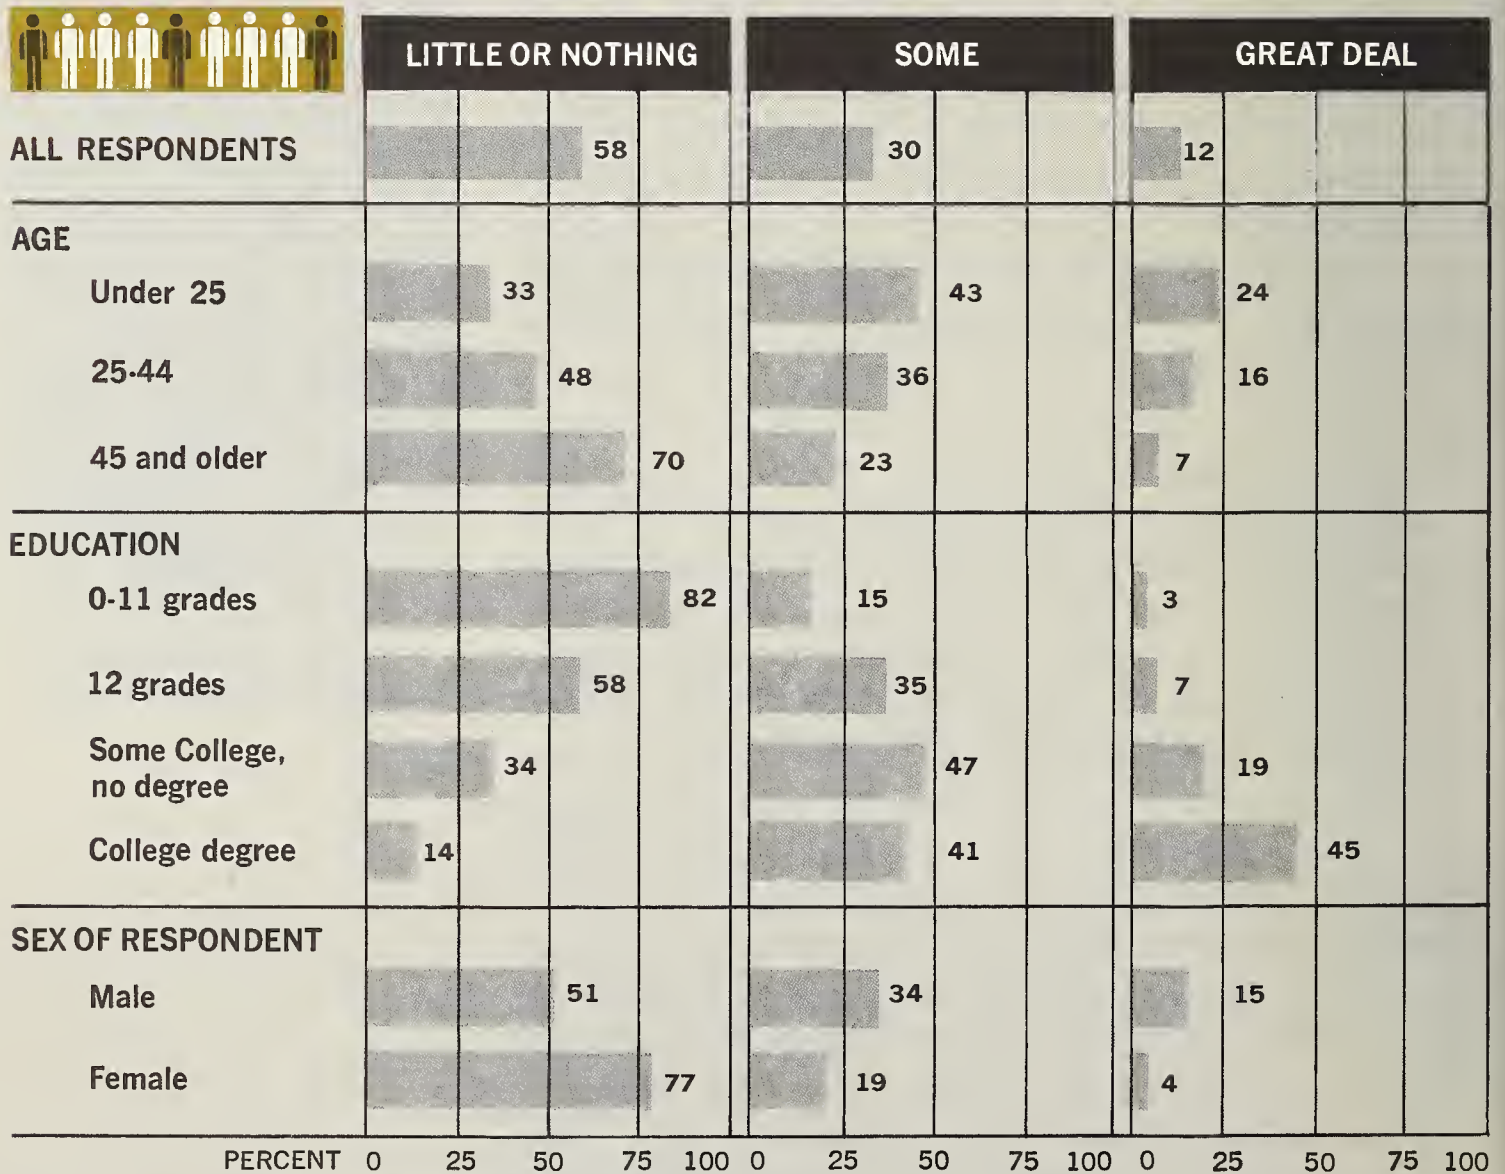 LITTLE OR NOTHING SOME GREAT DEAL
ALL RESPONDENTS 58 30 12
AGE
Under 25 33 43 24
25-44 48 36 16
45 and older 70 23 7
EDUCATION
0-11 grades 82 15 3
12 grades 58 35 7
Some College,
no degree 34 47 19
College degree 14 41 45
SEX OF RESPONDENT
Male 51 34 15
Female 77 19 4
PERCENT 0 25 50 75 100 0 25 50 75 100 0 25 50 75 100